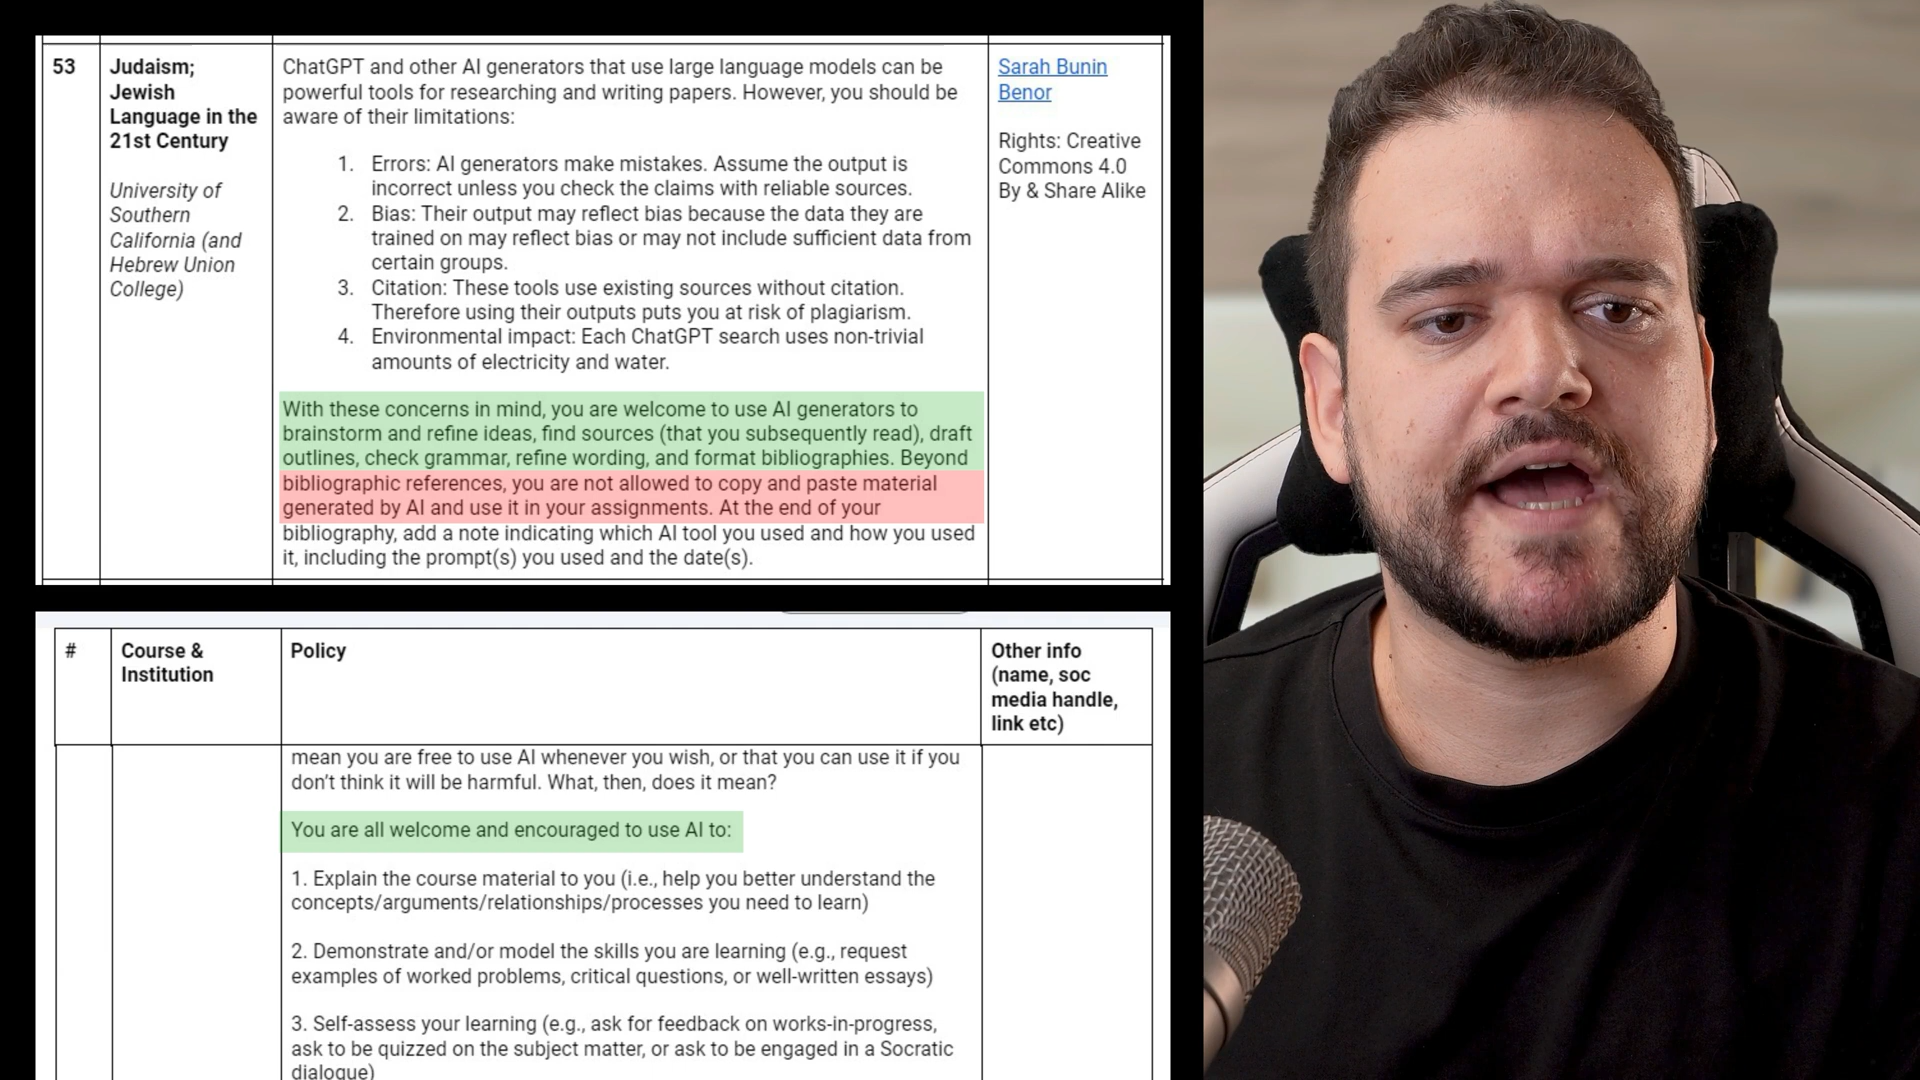 53
Judaism;
Jewish
Language in the
21st Century
University of
Southern
California (and
Hebrew Union
College)
ChatGPT and other AI generators that use large language models can be
powerful tools for researching and writing papers. However, you should be
aware of their limitations:
1. Errors: AI generators make mistakes. Assume the output is
incorrect unless you check the claims with reliable sources.
2. Bias: Their output may reflect bias because the data they are
trained on may reflect bias or may not include sufficient data from
certain groups.
3. Citation: These tools use existing sources without citation.
Therefore using their outputs puts you at risk of plagiarism.
4. Environmental impact: Each ChatGPT search uses non-trivial
amounts of electricity and water.
With these concerns in mind, you are welcome to use AI generators to
brainstorm and refine ideas, find sources (that you subsequently read), draft
outlines, check grammar, refine wording, and format bibliographies. Beyond
bibliographic references, you are not allowed to copy and paste material
generated by AI and use it in your assignments. At the end of your
bibliography, add a note indicating which AI tool you used and how you used
it, including the prompt(s) you used and the date(s).
Sarah Bunin
Benor
Rights: Creative
Commons 4.0
By & Share Alike
#
Course &
Institution
Policy
Other info
(name, soc
media handle,
link etc)
mean you are free to use AI whenever you wish, or that you can use it if you
don't think it will be harmful. What, then, does it mean?
You are all welcome and encouraged to use AI to:
1. Explain the course material to you (i.e., help you better understand the
concepts/arguments/relationships/processes you need to learn)
2. Demonstrate and/or model the skills you are learning (e.g., request
examples of worked problems, critical questions, or well-written essays)
3. Self-assess your learning (e.g., ask for feedback on works-in-progress,
ask to be quizzed on the subject matter, or ask to be engaged in a Socratic
dialogue)